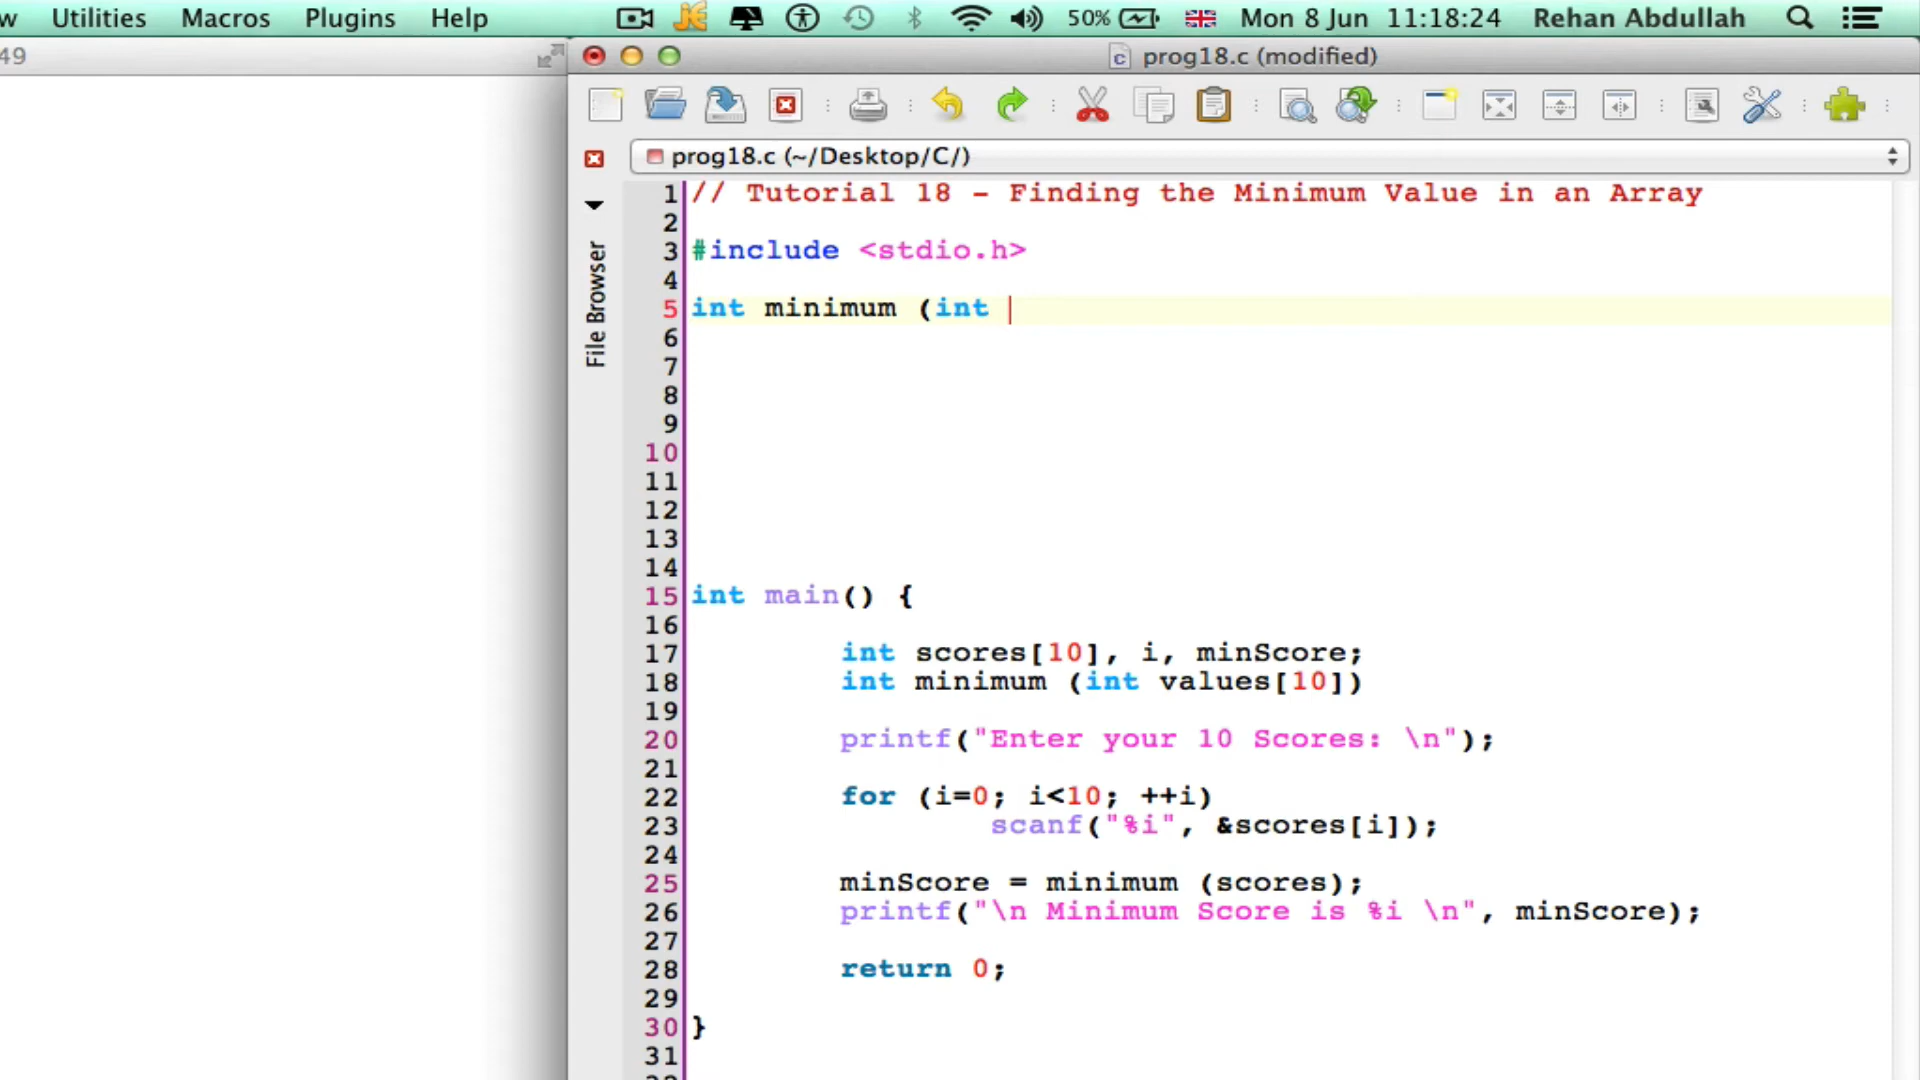 w Utilities Macros Plugins Help 50% Mon 8 Jun 11:18:24 Rehan Abdullah
49
prog18.c (modified)
prog18.c (~/Desktop/C/)
File Browser
1 // Tutorial 18 - Finding the Minimum Value in an Array
2
3 #include <stdio.h>
4
5 int minimum (int
6
7
8
9
10
11
12
13
14
15 int main() {
16
17 int scores[10], i, minScore;
18 int minimum (int values[10])
19
20 printf("Enter your 10 Scores: \n");
21
22 for (i=0; i<10; ++i)
23 scanf("%i", &scores[i]);
24
25 minScore = minimum (scores);
26 printf("\n Minimum Score is %i \n", minScore);
27
28 return 0;
29
30 }
31